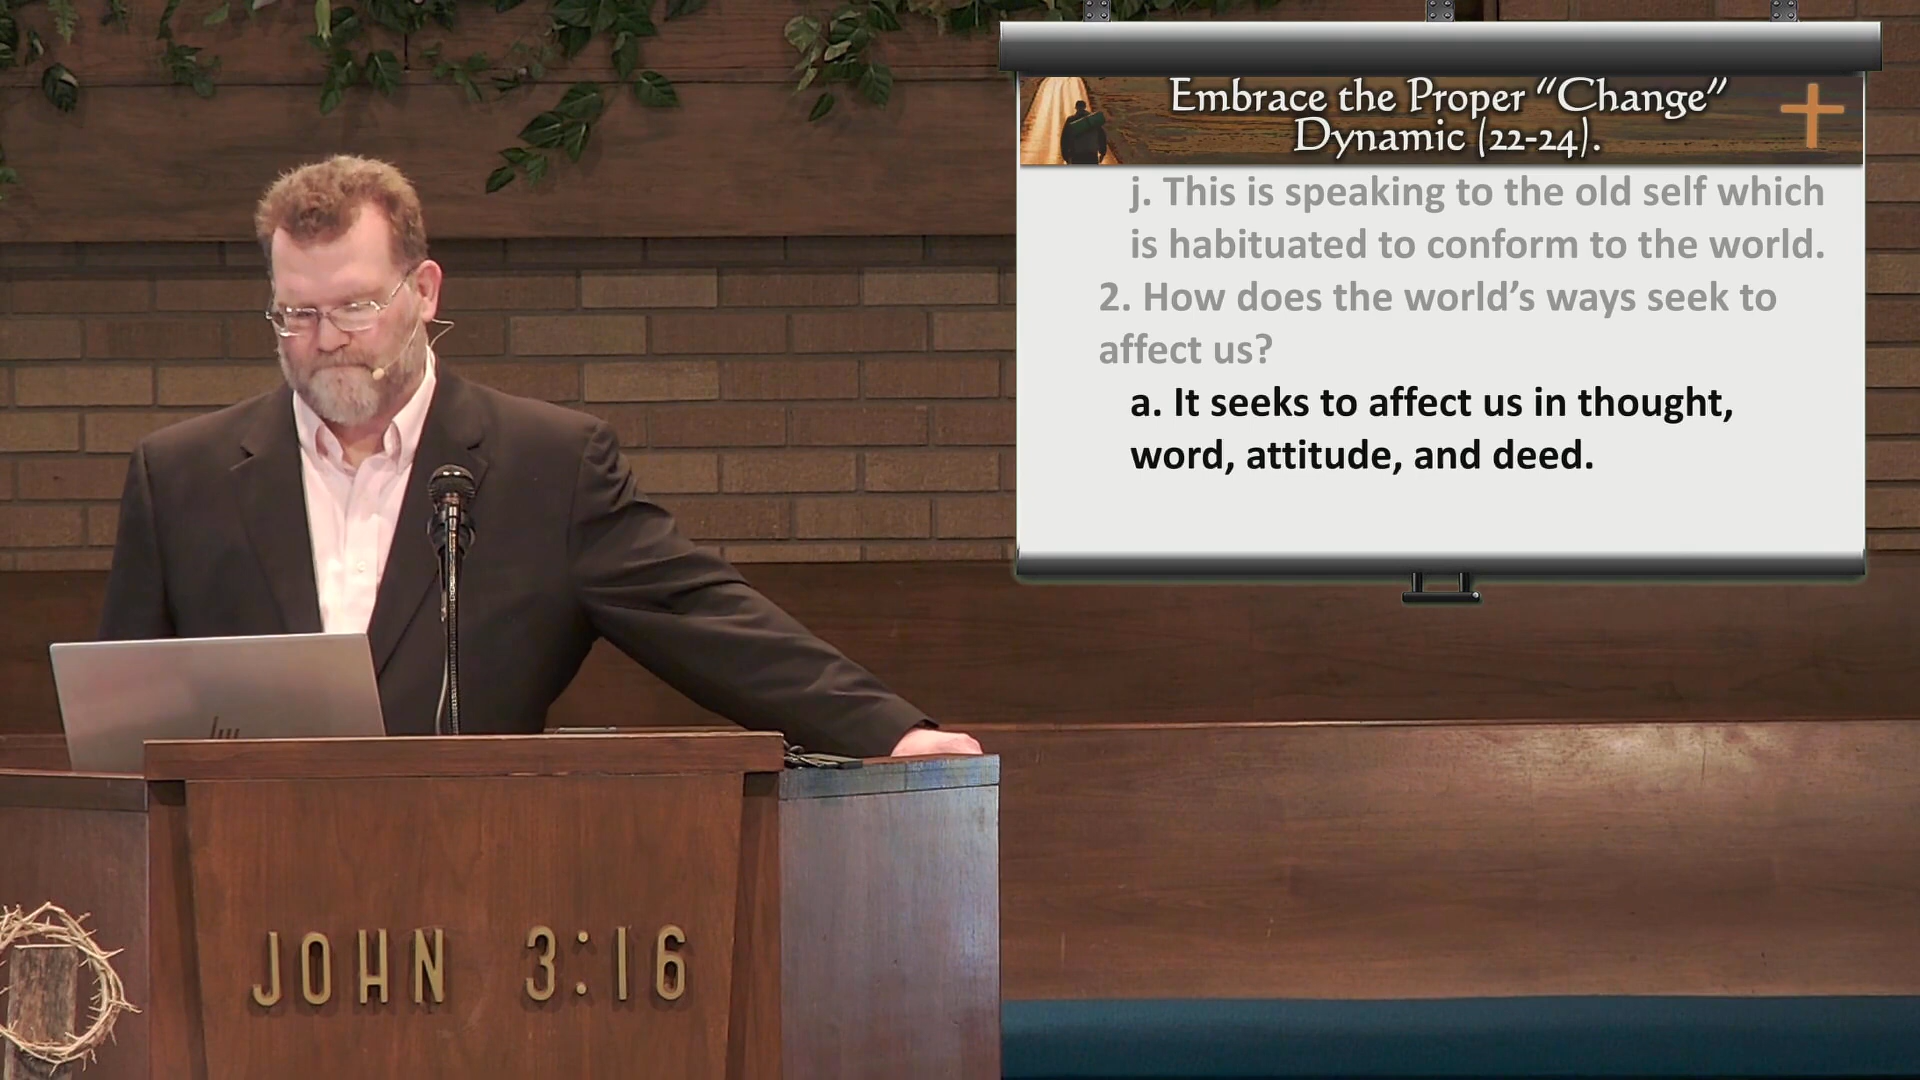 Embrace the Proper “Change”
Dynamic (22-24).
j. This is speaking to the old self which
is habituated to conform to the world.
2. How does the world’s ways seek to
affect us?
a. It seeks to affect us in thought,
word, attitude, and deed.
hp
JOHN 3:16